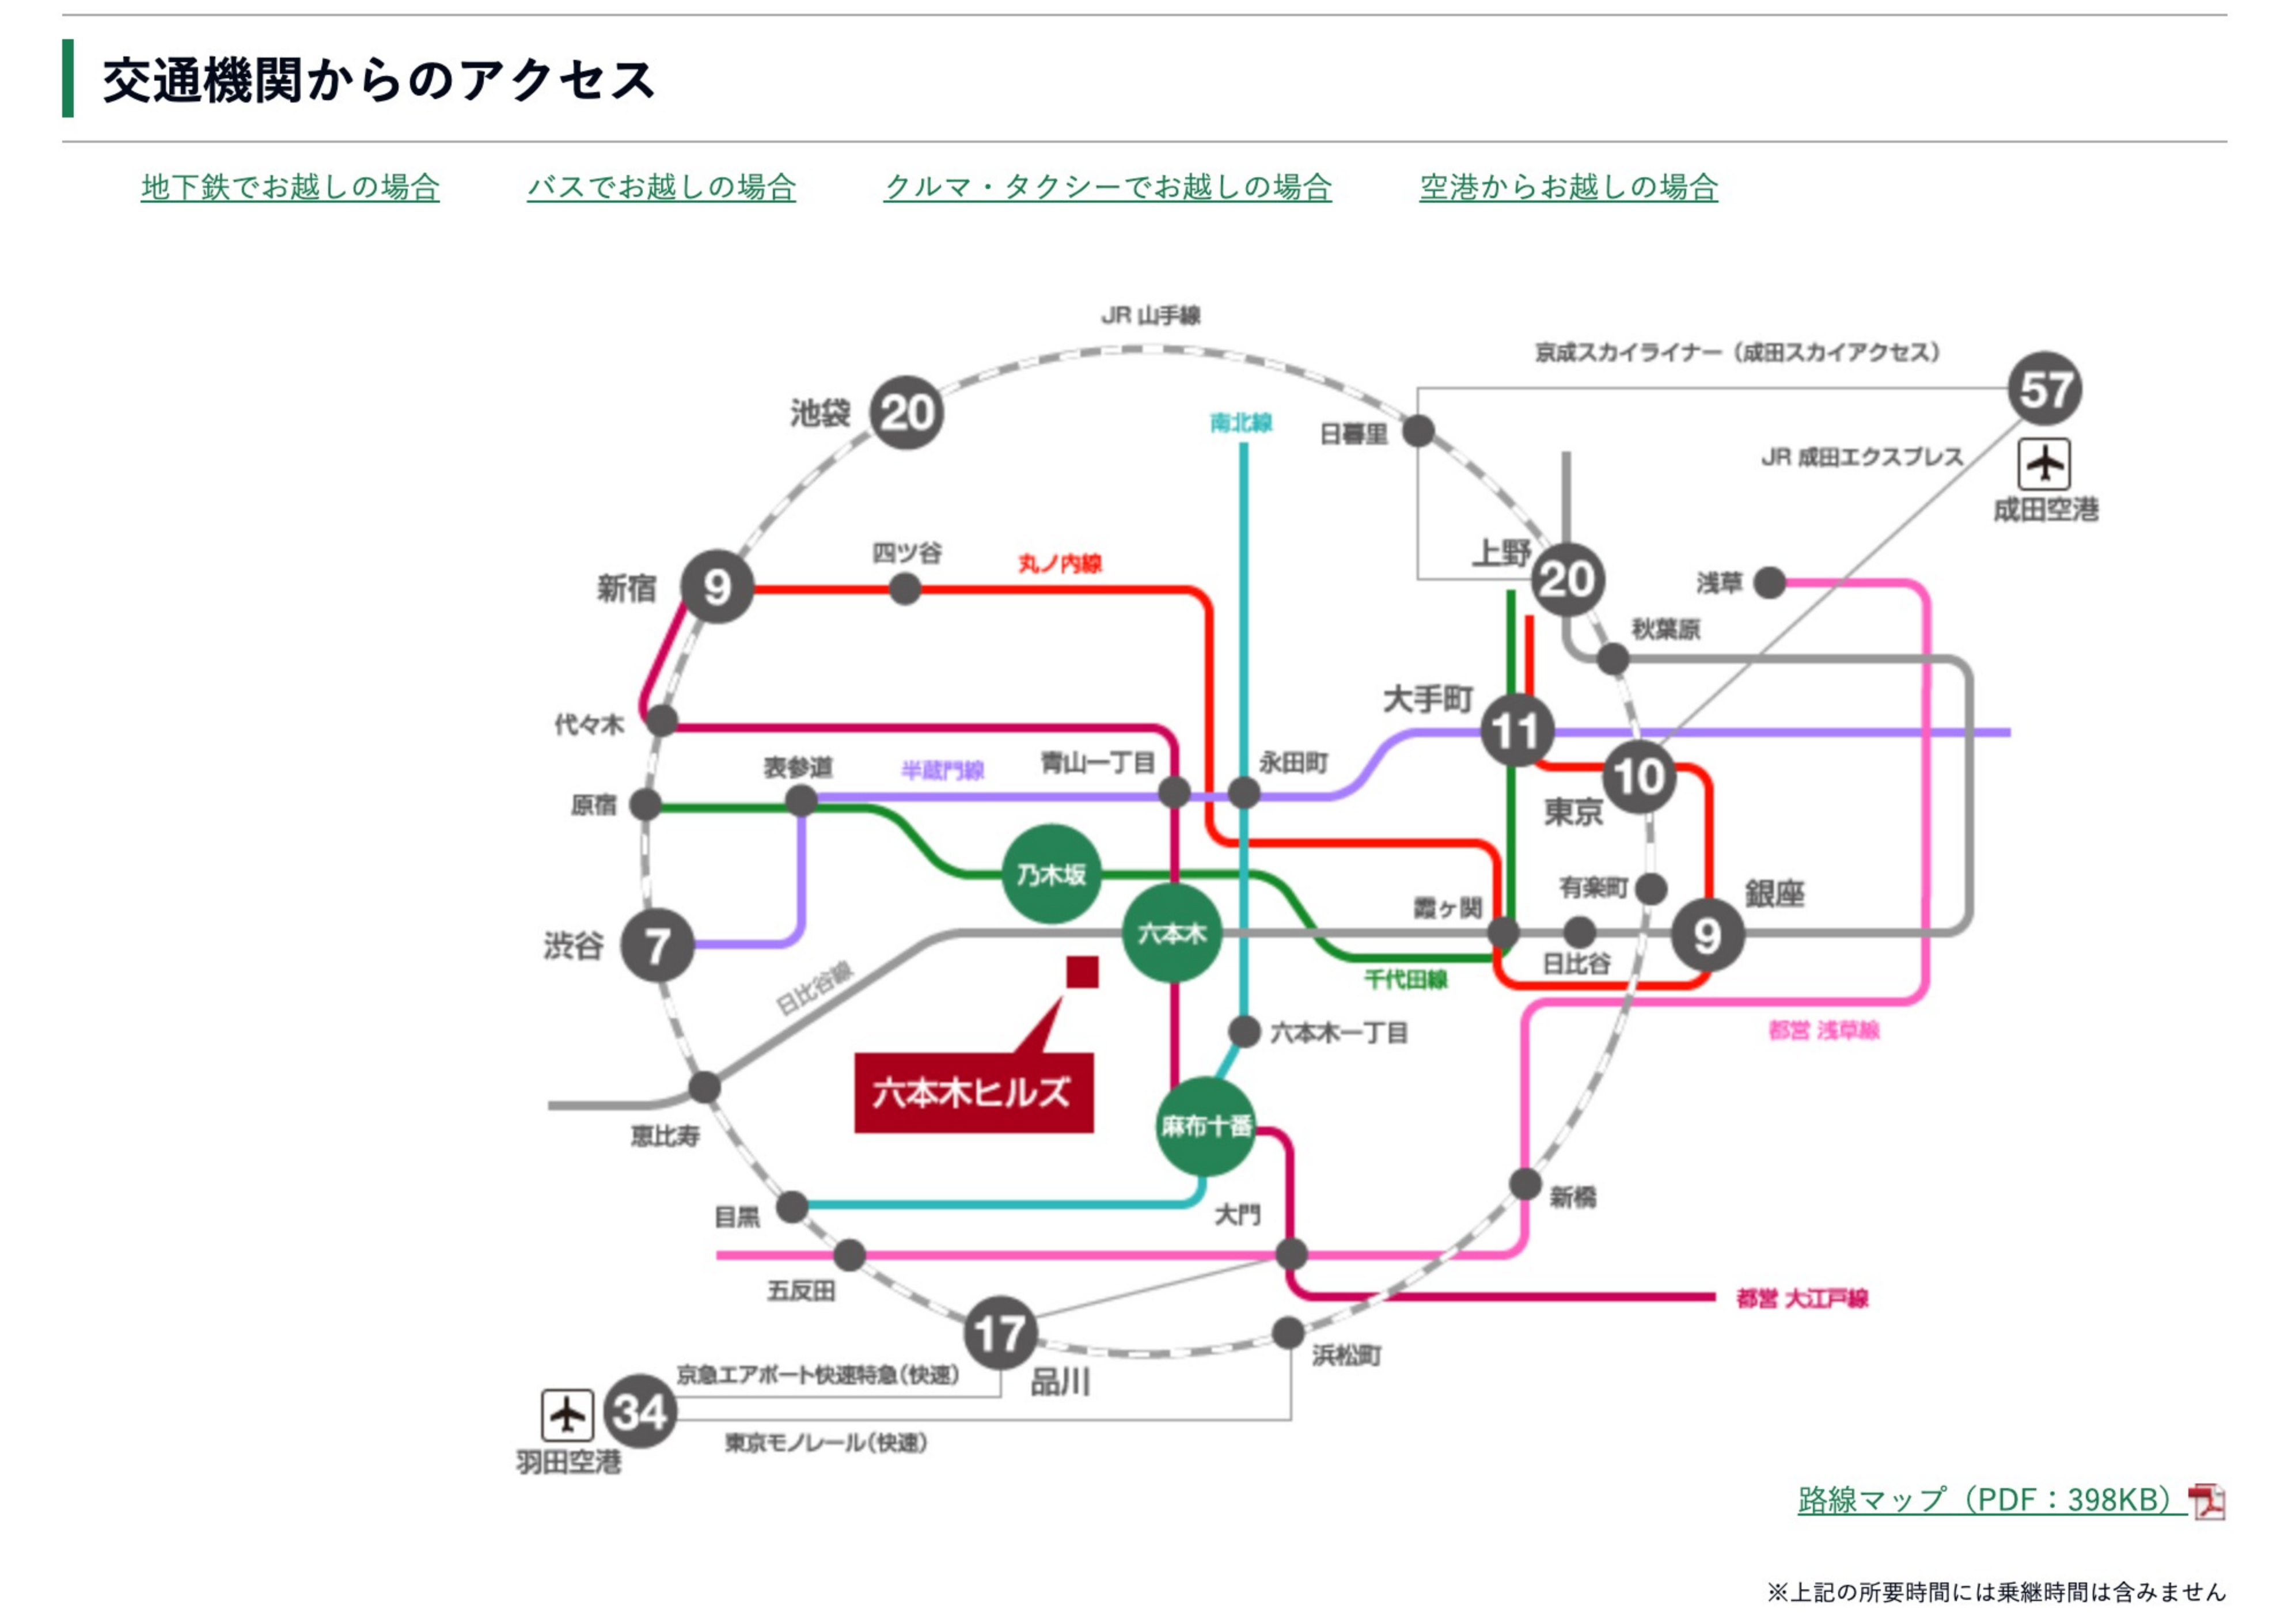 交通機関からのアクセス
地下鉄でお越しの場合
バスでお越しの場合
クルマ・タクシーでお越しの場合
空港からお越しの場合
JR 山手線
京成スカイライナー（成田スカイアクセス）
57
池袋
20
南北線
日暮里
JR 成田エクスプレス
成田空港
四ツ谷
丸ノ内線
上野
20
新宿
9
浅草
秋葉原
大手町
11
代々木
表参道
半蔵門線
青山一丁目
永田町
10
東京
原宿
乃木坂
有楽町
銀座
霞ヶ関
9
六本木
渋谷
7
日比谷
日比谷線
千代田線
六本木一丁目
都営 浅草線
六本木ヒルズ
麻布十番
恵比寿
新橋
目黒
大門
五反田
都営 大江戸線
17
品川
浜松町
京急エアポート快速特急（快速）
34
東京モノレール（快速）
羽田空港
路線マップ（PDF：398KB）
※上記の所要時間には乗継時間は含みません